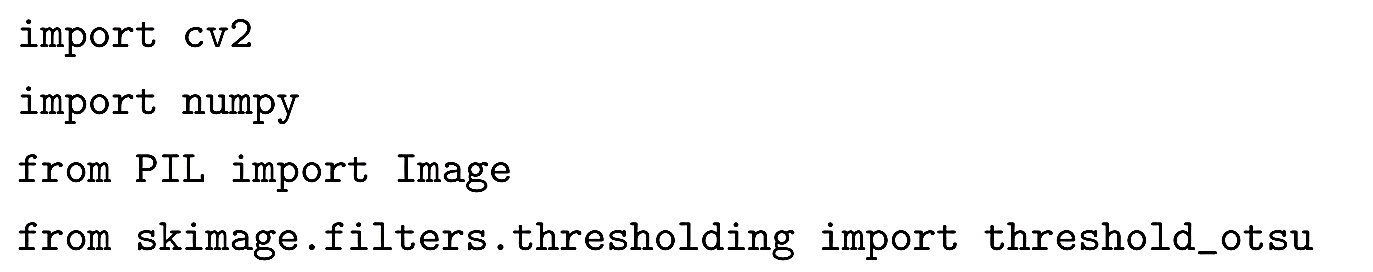 import cv2
import numpy
from PIL import Image
from skimage.filters.thresholding import threshold_otsu